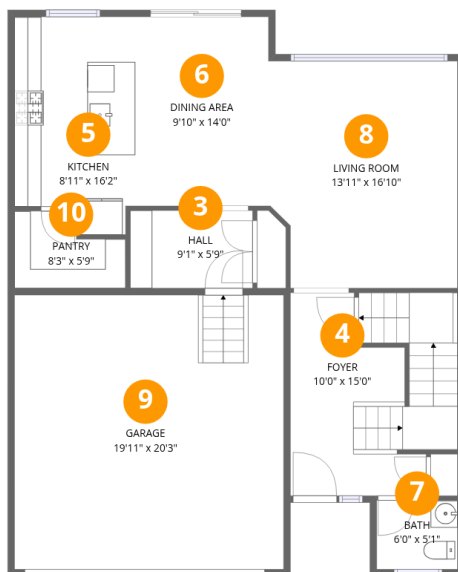 6
DINING AREA
9'10" x 14'0"
5
KITCHEN
8'11" x 16'2"
8
LIVING ROOM
13'11" x 16'10"
10
PANTRY
8'3" x 5'9"
3
HALL
9'1" x 5'9"
4
FOYER
10'0" x 15'0"
9
GARAGE
19'11" x 20'3"
7
BATH
6'0" x 5'1"